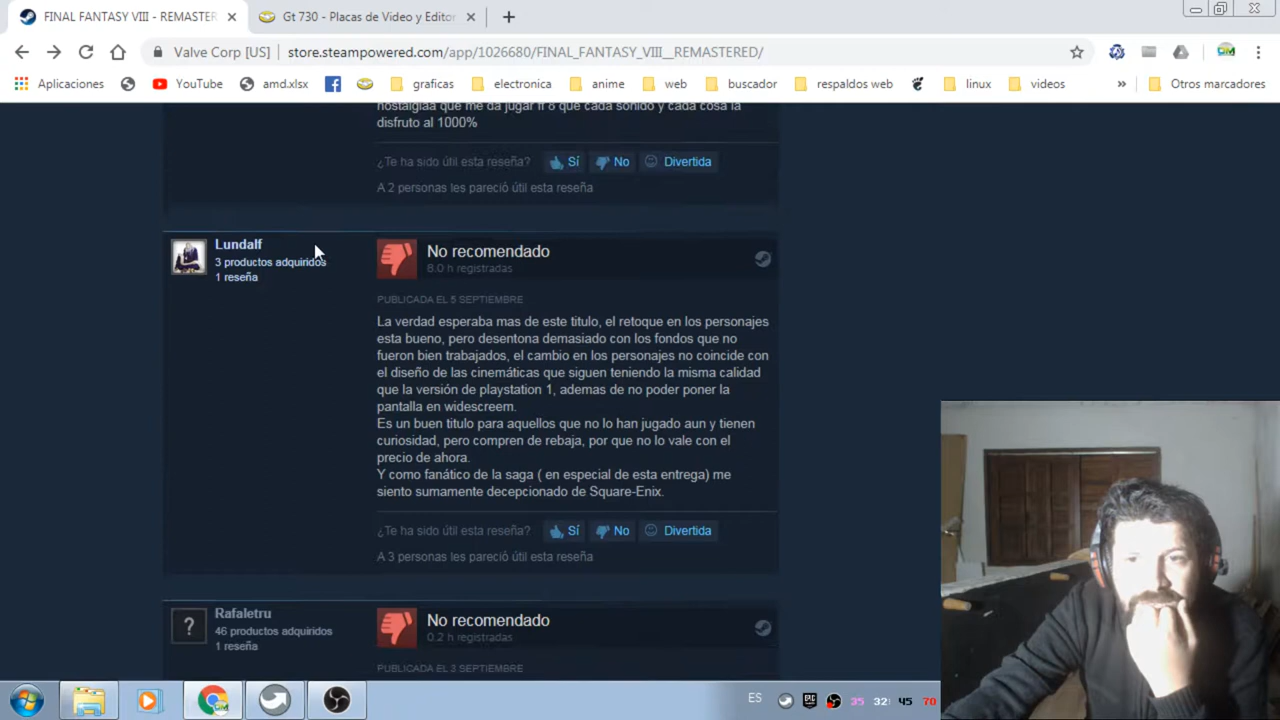 FINAL FANTASY VIII - REMASTER
Gt 730 - Placas de Video y Editor
Valve Corp [US]
store.steampowered.com/app/1026680/FINAL_FANTASY_VIII__REMASTERED/
Aplicaciones
YouTube
amd.xlsx
graficas
electronica
anime
web
buscador
respaldos web
linux
videos
»
Otros marcadores
nostalgiaa que me da jugar ff 8 que cada sonido y cada cosa la
disfruto al 1000%
¿Te ha sido útil esta reseña? Sí No Divertida
A 2 personas les pareció útil esta reseña
Lundalf
3 productos adquiridos
1 reseña
No recomendado
8.0 h registradas
PUBLICADA EL 5 SEPTIEMBRE
La verdad esperaba mas de este titulo, el retoque en los personajes
esta bueno, pero desentona demasiado con los fondos que no
fueron bien trabajados, el cambio en los personajes no coincide con
el diseño de las cinemáticas que siguen teniendo la misma calidad
que la versión de playstation 1, ademas de no poder poner la
pantalla en widescreem.
Es un buen titulo para aquellos que no lo han jugado aun y tienen
curiosidad, pero compren de rebaja, por que no lo vale con el
precio de ahora.
Y como fanático de la saga ( en especial de esta entrega) me
siento sumamente decepcionado de Square-Enix.
¿Te ha sido útil esta reseña? Sí No Divertida
A 3 personas les pareció útil esta reseña
Rafaletru
46 productos adquiridos
1 reseña
No recomendado
0.2 h registradas
PUBLICADA EL 3 SEPTIEMBRE
ES
35 32 45 70